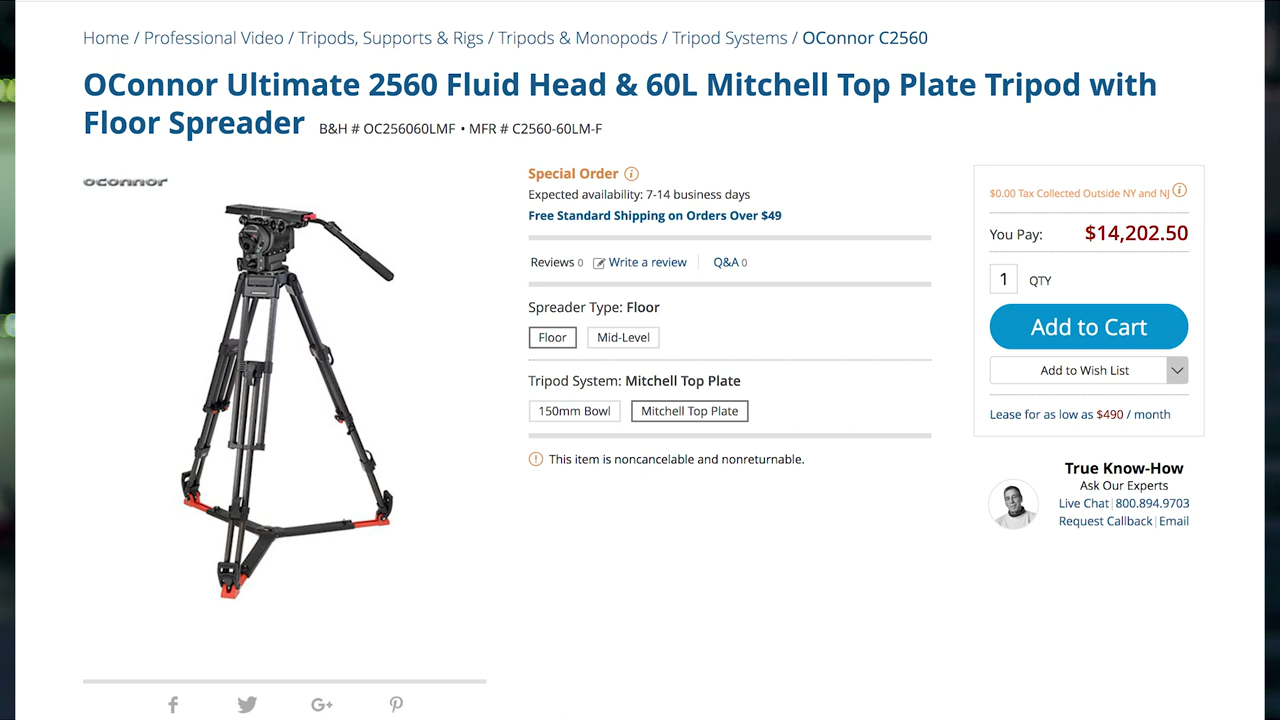 Home / Professional Video / Tripods, Supports & Rigs / Tripods & Monopods / Tripod Systems / OConnor C2560
OConnor Ultimate 2560 Fluid Head & 60L Mitchell Top Plate Tripod with
Floor Spreader B&H # OC256060LMF • MFR # C2560-60LM-F
oconnor
Special Order
Expected availability: 7-14 business days
Free Standard Shipping on Orders Over $49
Reviews 0 Write a review Q&A 0
Spreader Type: Floor
Floor Mid-Level
Tripod System: Mitchell Top Plate
150mm Bowl Mitchell Top Plate
This item is noncancelable and nonreturnable.
$0.00 Tax Collected Outside NY and NJ
You Pay: $14,202.50
1 QTY
Add to Cart
Add to Wish List
Lease for as low as $490 / month
True Know-How
Ask Our Experts
Live Chat | 800.894.9703
Request Callback | Email